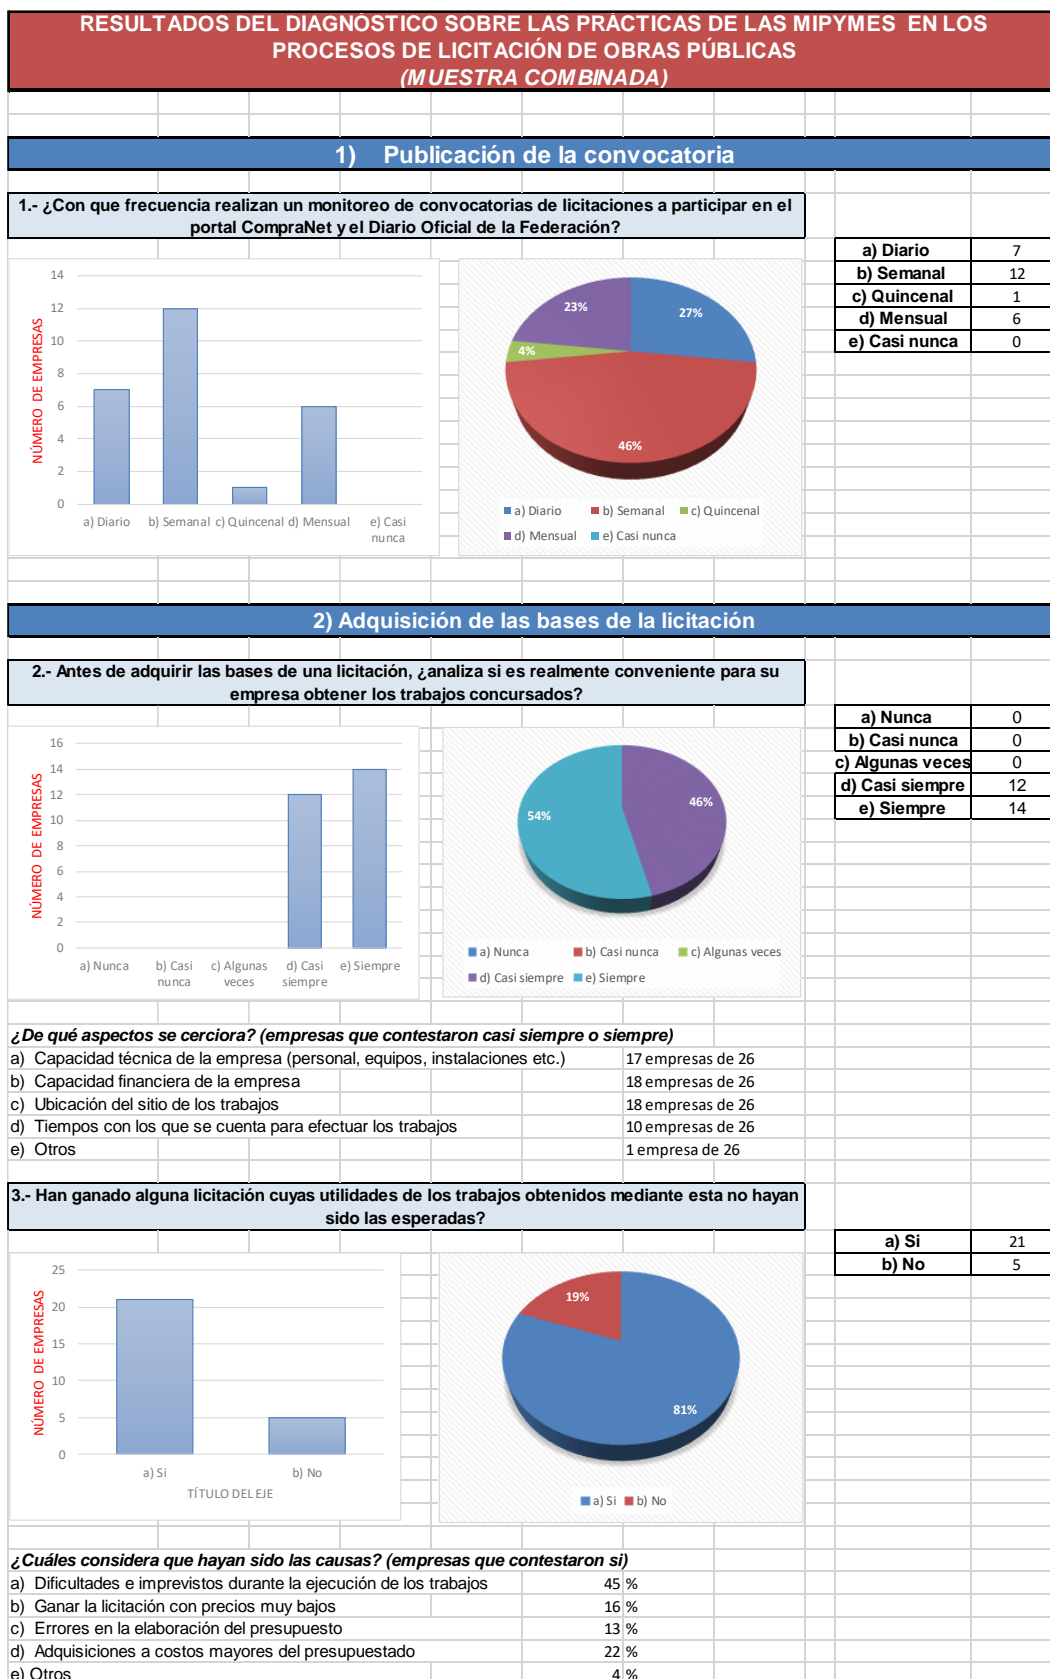 RESULTADOS DEL DIAGNÓSTICO SOBRE LAS PRÁCTICAS DE LAS MIPYMES EN LOS
PROCESOS DE LICITACIÓN DE OBRAS PÚBLICAS
(MUESTRA COMBINADA)
1) Publicación de la convocatoria
1.- ¿Con que frecuencia realizan un monitoreo de convocatorias de licitaciones a participar en el
portal CompraNet y el Diario Oficial de la Federación?
a) Diario 7
b) Semanal 12
c) Quincenal 1
d) Mensual 6
e) Casi nunca 0
NÚMERO DE EMPRESAS
14
12
10
8
6
4
2
0
a) Diario b) Semanal c) Quincenal d) Mensual e) Casi
nunca
23%
27%
4%
46%
a) Diario b) Semanal c) Quincenal
d) Mensual e) Casi nunca
2) Adquisición de las bases de la licitación
2.- Antes de adquirir las bases de una licitación, ¿analiza si es realmente conveniente para su
empresa obtener los trabajos concursados?
a) Nunca 0
b) Casi nunca 0
c) Algunas veces 0
d) Casi siempre 12
e) Siempre 14
NÚMERO DE EMPRESAS
16
14
12
10
8
6
4
2
0
a) Nunca b) Casi c) Algunas d) Casi e) Siempre
nunca veces siempre
46%
54%
a) Nunca b) Casi nunca c) Algunas veces
d) Casi siempre e) Siempre
¿De qué aspectos se cerciora? (empresas que contestaron casi siempre o siempre)
a) Capacidad técnica de la empresa (personal, equipos, instalaciones etc.) 17 empresas de 26
b) Capacidad financiera de la empresa 18 empresas de 26
c) Ubicación del sitio de los trabajos 18 empresas de 26
d) Tiempos con los que se cuenta para efectuar los trabajos 10 empresas de 26
e) Otros 1 empresa de 26
3.- Han ganado alguna licitación cuyas utilidades de los trabajos obtenidos mediante esta no hayan
sido las esperadas?
a) Si 21
b) No 5
NÚMERO DE EMPRESAS
25
20
15
10
5
0
a) Si b) No
TÍTULO DEL EJE
19%
81%
a) Si b) No
¿Cuáles considera que hayan sido las causas? (empresas que contestaron si)
a) Dificultades e imprevistos durante la ejecución de los trabajos 45 %
b) Ganar la licitación con precios muy bajos 16 %
c) Errores en la elaboración del presupuesto 13 %
d) Adquisiciones a costos mayores del presupuestado 22 %
e) Otros 4 %